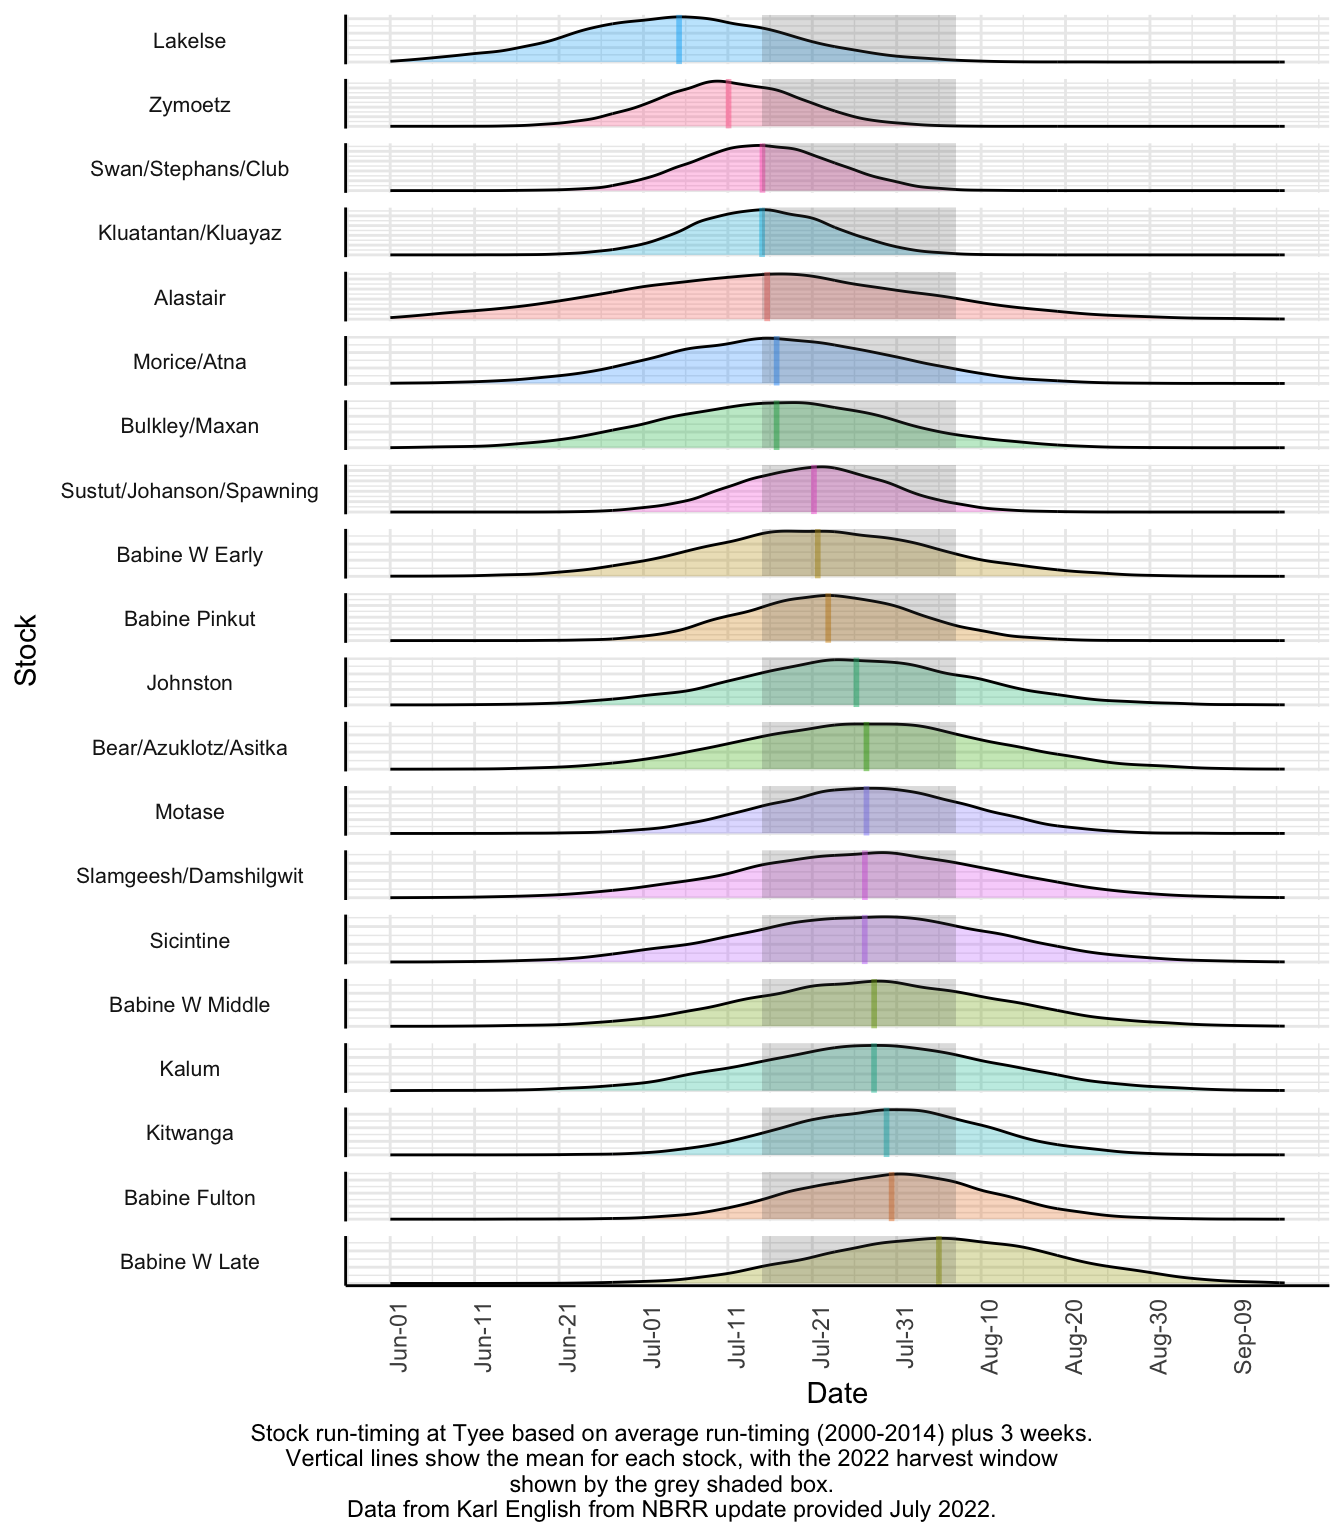 Lakelse
Zymoetz
Swan/Stephans/Club
Kluatantan/Kluayaz
Alastair
Morice/Atna
Bulkley/Maxan
Sustut/Johanson/Spawning
Babine W Early
Babine Pinkut
Johnston
Bear/Azuklotz/Asitka
Motase
Slamgeesh/Damshilgwit
Sicintine
Babine W Middle
Kalum
Kitwanga
Babine Fulton
Babine W Late
Stock
Jun-01
Jun-11
Jun-21
Jul-01
Jul-11
Jul-21
Jul-31
Aug-10
Aug-20
Aug-30
Sep-09
Date
Stock run-timing at Tyee based on average run-timing (2000-2014) plus 3 weeks.
Vertical lines show the mean for each stock, with the 2022 harvest window
shown by the grey shaded box.
Data from Karl English from NBRR update provided July 2022.